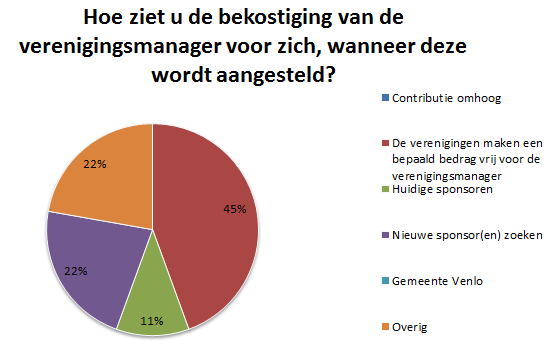 Hoe ziet u de bekostiging van de
verenigingsmanager voor zich, wanneer deze
wordt aangesteld?
Contributie omhoog
De verenigingen maken een
bepaald bedrag vrij voor de
verenigingsmanager
Huidige sponsoren
Nieuwe sponsor(en) zoeken
Gemeente Venlo
Overig
22%
45%
22%
11%